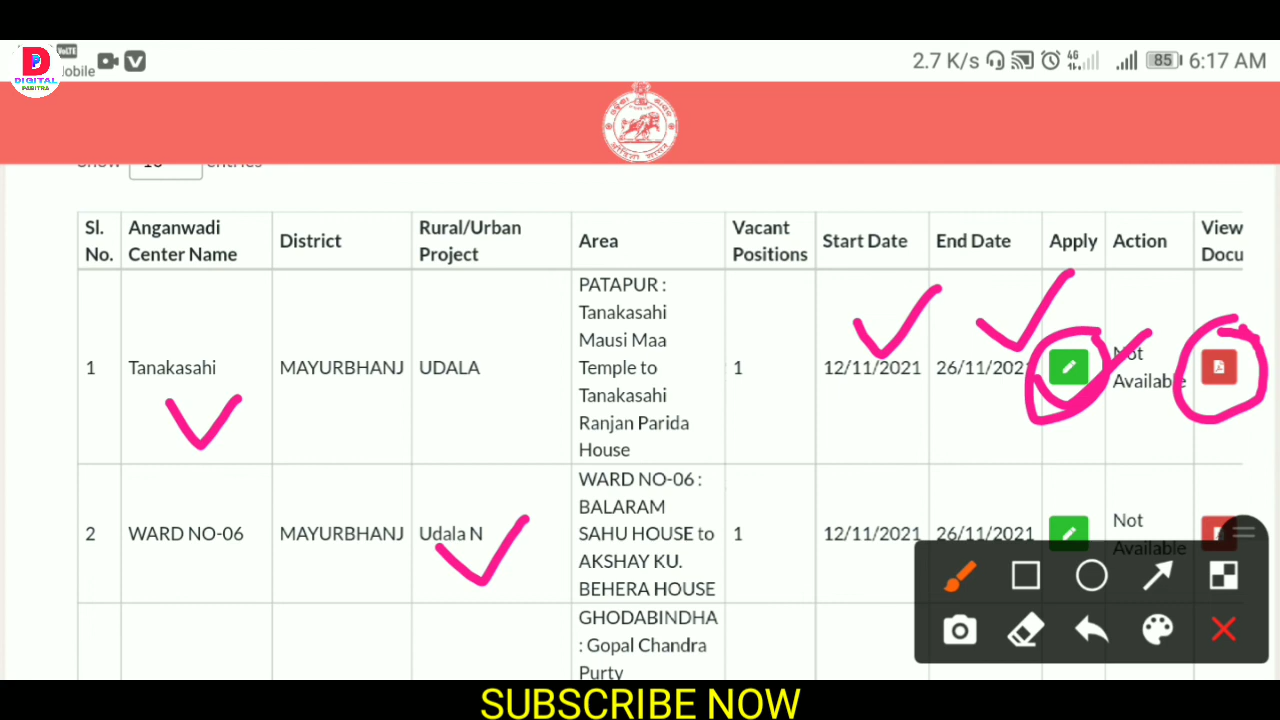 VoLTE
D
DIGITAL
PABITRA
2.7 K/s 4G 85 6:17 AM
Sl. No. Anganwadi Center Name District Rural/Urban Project Area Vacant Positions Start Date End Date Apply Action View
1 Tanakasahi MAYURBHANJ UDALA PATAPUR : Tanakasahi Mausi Maa Temple to Tanakasahi Ranjan Parida House 1 12/11/2021 26/11/2021 Not Available
2 WARD NO-06 MAYURBHANJ Udala N WARD NO-06 : BALARAM SAHU HOUSE to AKSHAY KU. BEHERA HOUSE 1 12/11/2021 26/11/2021 Not Available
GHODABINDHA : Gopal Chandra Purty
SUBSCRIBE NOW